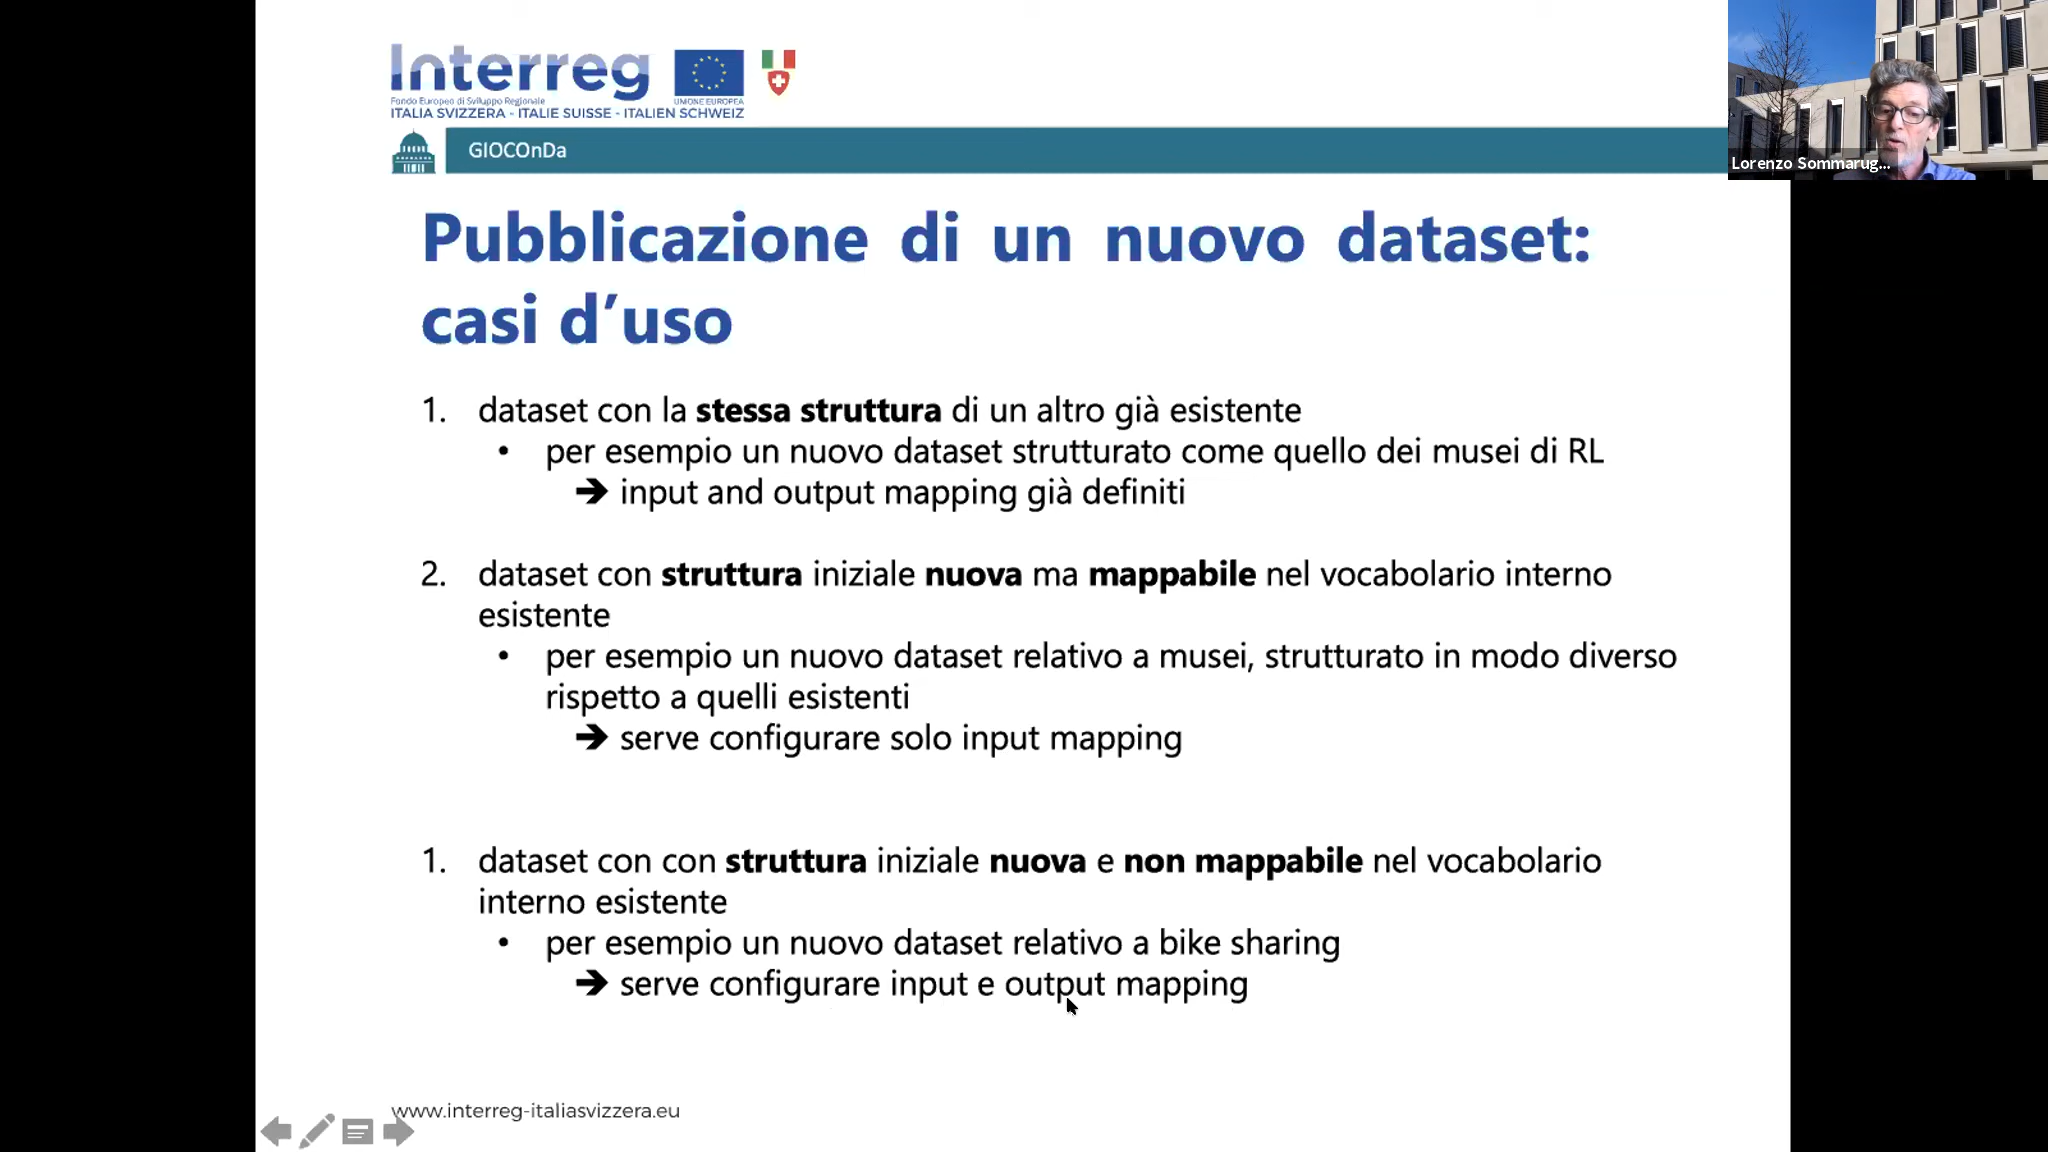 Interreg
Fondo Europeo di Sviluppo Regionale
UNIONE EUROPEA
ITALIA SVIZZERA - ITALIE SUISSE - ITALIEN SCHWEIZ
GIOCOnDa
Lorenzo Sommarug...
Pubblicazione di un nuovo dataset:
casi d’uso
1. dataset con la stessa struttura di un altro già esistente
• per esempio un nuovo dataset strutturato come quello dei musei di RL
➔ input and output mapping già definiti
2. dataset con struttura iniziale nuova ma mappabile nel vocabolario interno
esistente
• per esempio un nuovo dataset relativo a musei, strutturato in modo diverso
rispetto a quelli esistenti
➔ serve configurare solo input mapping
1. dataset con con struttura iniziale nuova e non mappabile nel vocabolario
interno esistente
• per esempio un nuovo dataset relativo a bike sharing
➔ serve configurare input e output mapping
www.interreg-italiasvizzera.eu